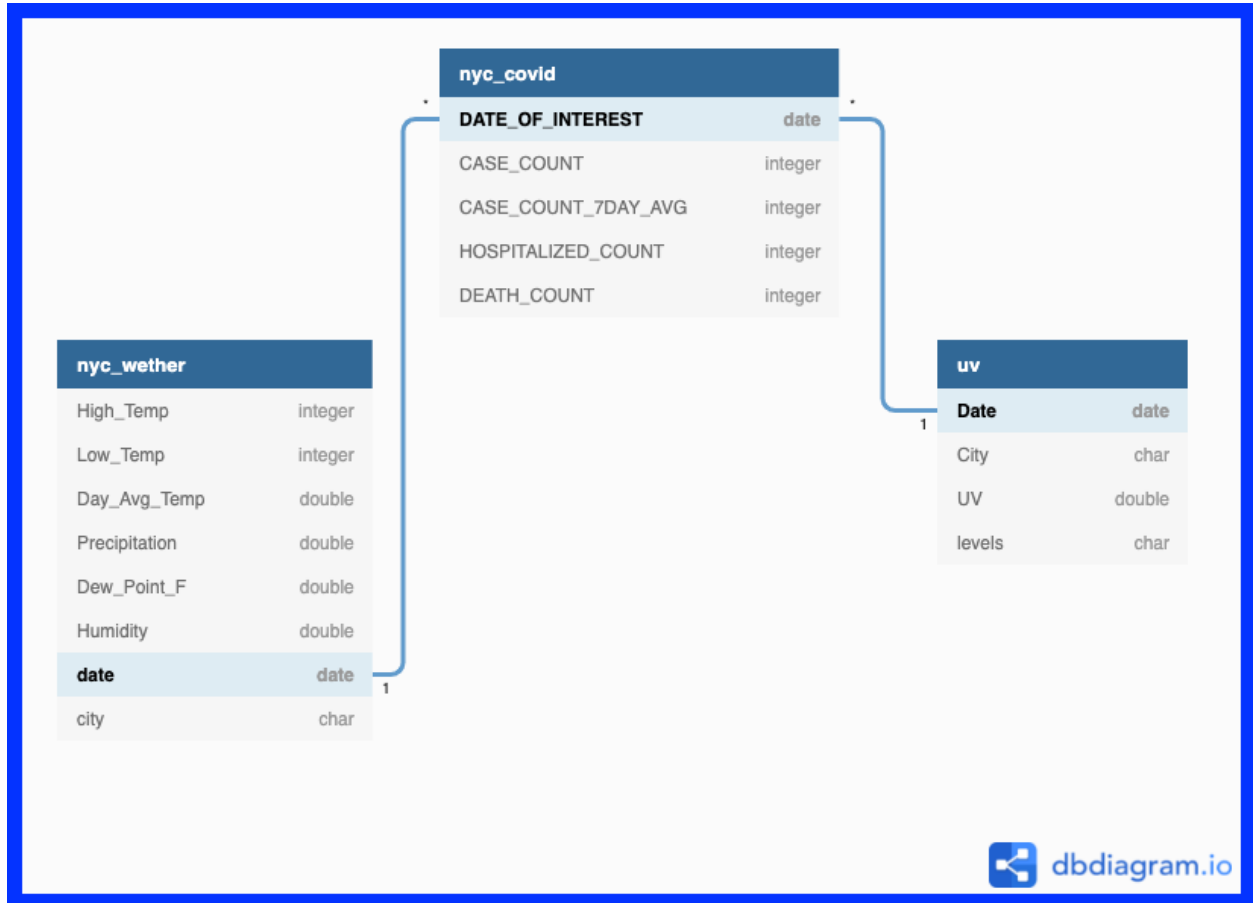 nyc_covid
* *
DATE_OF_INTEREST date
CASE_COUNT integer
CASE_COUNT_7DAY_AVG integer
HOSPITALIZED_COUNT integer
DEATH_COUNT integer
nyc_wether
High_Temp integer
Low_Temp integer
Day_Avg_Temp double
Precipitation double
Dew_Point_F double
Humidity double
date date
1
city char
uv
Date date
1
City char
UV double
levels char
dbdiagram.io